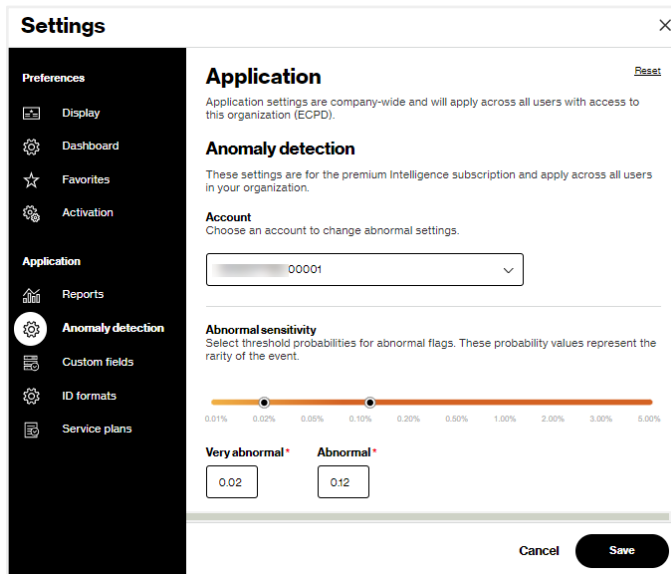 Settings
Preferences
Display
Dashboard
Favorites
Activation
Application
Reports
Anomaly detection
Custom fields
ID formats
Service plans
Application
Reset
Application settings are company-wide and will apply across all users with access to
this organization (ECPD).
Anomaly detection
These settings are for the premium Intelligence subscription and apply across all users
in your organization.
Account
Choose an account to change abnormal settings.
00001
Abnormal sensitivity
Select threshold probabilities for abnormal flags. These probability values represent the
rarity of the event.
0.01% 0.02% 0.05% 0.10% 0.20% 0.50% 1.00% 2.00% 3.00% 5.00%
Very abnormal* Abnormal*
0.02 0.12
Cancel Save